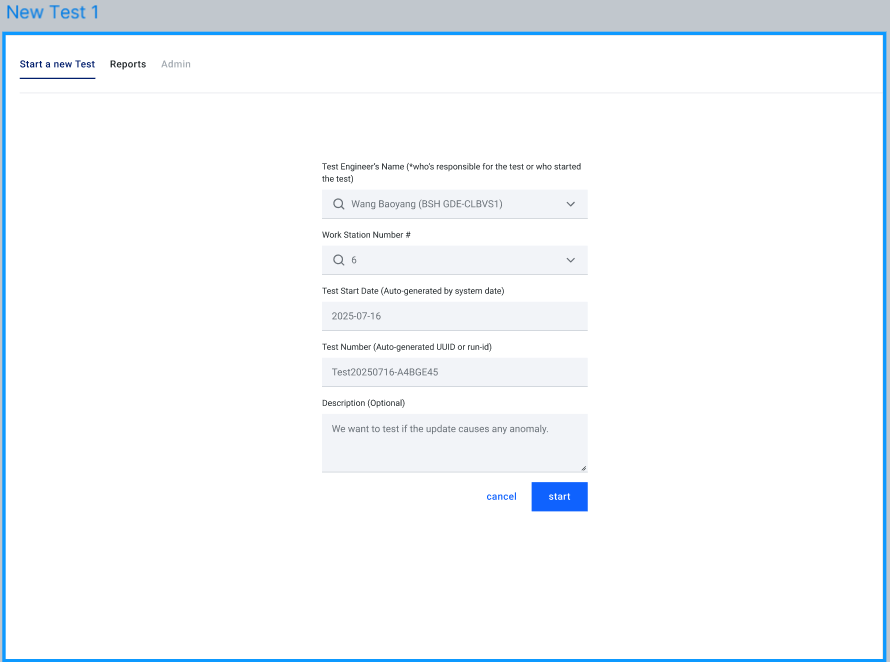 New Test 1
Start a new Test Reports Admin
Test Engineer's Name (*who's responsible for the test or who started
the test)
Wang Baoyang (BSH GDE-CLBVS1)
Work Station Number #
6
Test Start Date (Auto-generated by system date)
2025-07-16
Test Number (Auto-generated UUID or run-id)
Test20250716-A4BGE45
Description (Optional)
We want to test if the update causes any anomaly.
cancel start